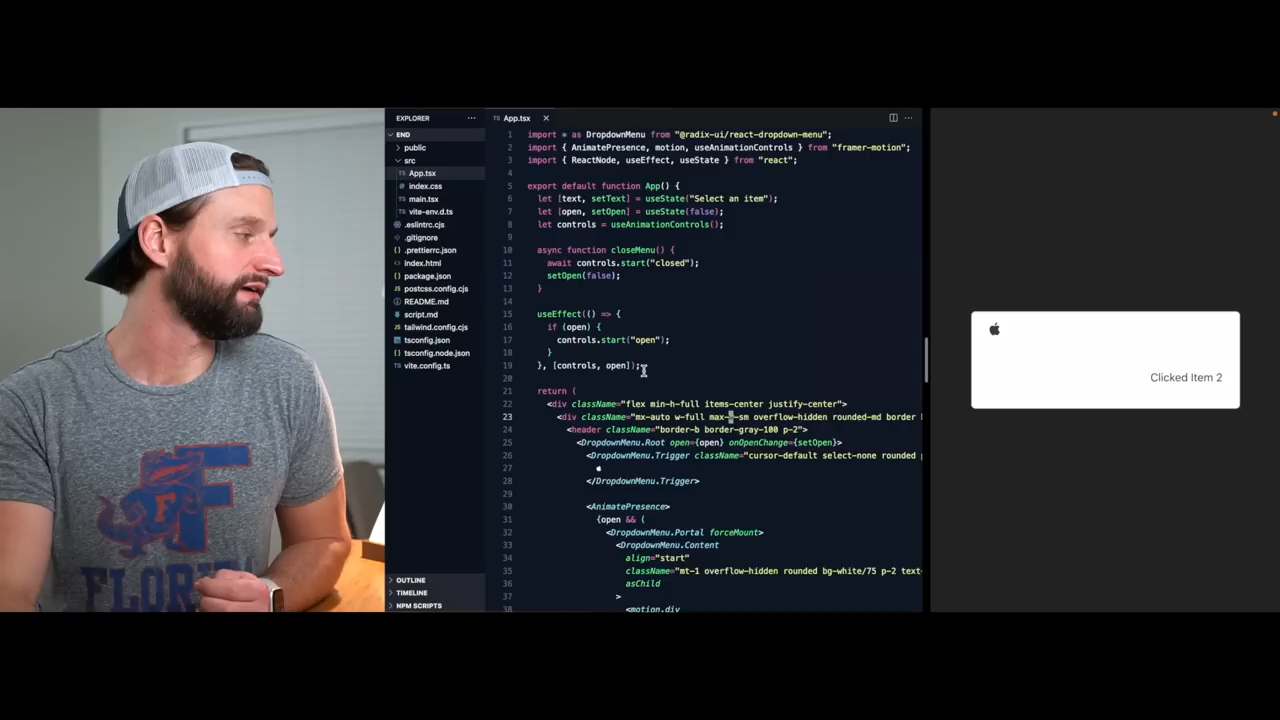 F
FLORI
EXPLORER
END
public
src
App.tsx
index.css
main.tsx
vite-env.d.ts
.eslintrc.cjs
.gitignore
.prettierrc.json
index.html
package.json
postcss.config.cjs
README.md
script.md
tailwind.config.cjs
tsconfig.json
tsconfig.node.json
vite.config.ts
OUTLINE
TIMELINE
NPM SCRIPTS
TS App.tsx
1 import * as DropdownMenu from "@radix-ui/react-dropdown-menu";
2 import { AnimatePresence, motion, useAnimationControls } from "framer-motion";
3 import { ReactNode, useEffect, useState } from "react";
4
5 export default function App() {
6 let [text, setText] = useState("Select an item");
7 let [open, setOpen] = useState(false);
8 let controls = useAnimationControls();
9
10 async function closeMenu() {
11 await controls.start("closed");
12 setOpen(false);
13 }
14
15 useEffect(() => {
16 if (open) {
17 controls.start("open");
18 }
19 }, [controls, open]);
20
21 return (
22 <div className="flex min-h-full items-center justify-center">
23 <div className="mx-auto w-full max-w-sm overflow-hidden rounded-md border
24 <header className="border-b border-gray-100 p-2">
25 <DropdownMenu.Root open={open} onOpenChange={setOpen}>
26 <DropdownMenu.Trigger className="cursor-default select-none rounded
27
28 </DropdownMenu.Trigger>
29
30 <AnimatePresence>
31 {open && (
32 <DropdownMenu.Portal forceMount>
33 <DropdownMenu.Content
34 align="start"
35 className="mt-1 overflow-hidden rounded bg-white/75 p-2 text-
36 asChild
37 >
38 <motion.div
Clicked Item 2